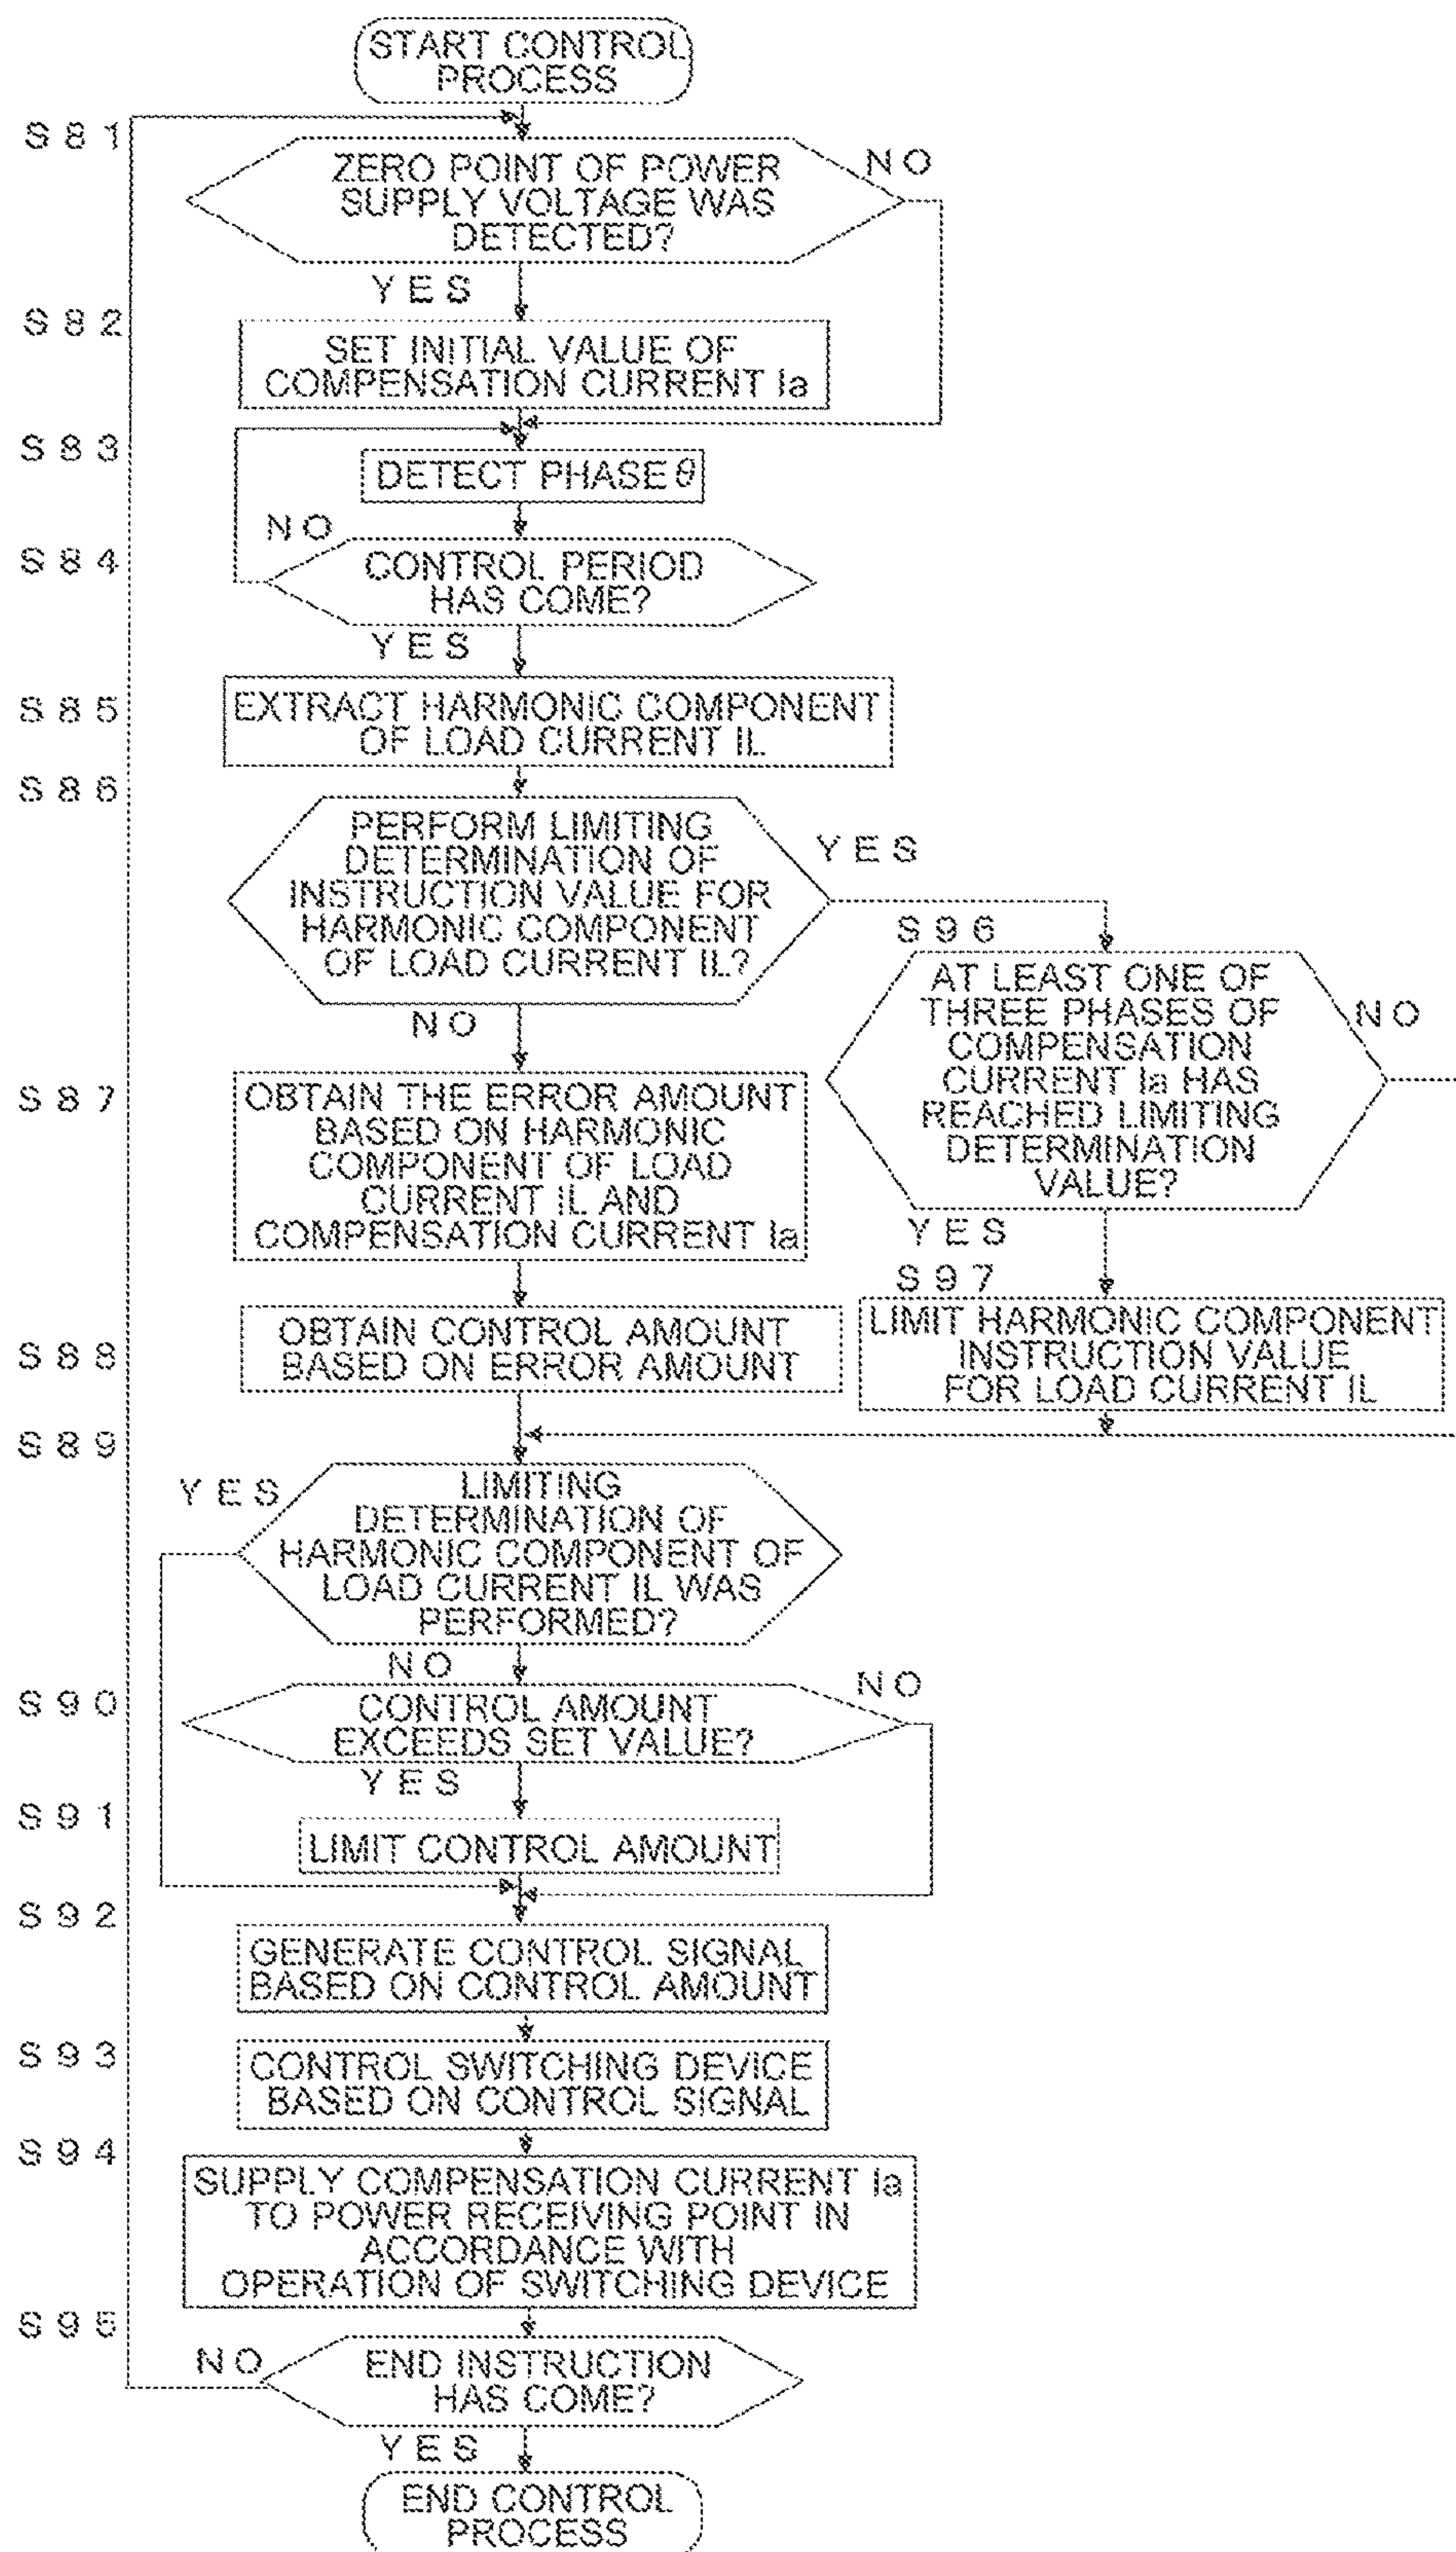 START CONTROL
PROCESS
S81
ZERO POINT OF POWER
SUPPLY VOLTAGE WAS
DETECTED?
NO
YES
S82
SET INITIAL VALUE OF
COMPENSATION CURRENT Ia
S83
DETECT PHASE θ
NO
S84
CONTROL PERIOD
HAS COME?
YES
S85
EXTRACT HARMONIC COMPONENT
OF LOAD CURRENT IL
S86
PERFORM LIMITING
DETERMINATION OF
INSTRUCTION VALUE FOR
HARMONIC COMPONENT
OF LOAD CURRENT IL?
YES
NO
S96
AT LEAST ONE OF
THREE PHASES OF
COMPENSATION
CURRENT Ia HAS
REACHED LIMITING
DETERMINATION
VALUE?
NO
YES
S87
OBTAIN THE ERROR AMOUNT
BASED ON HARMONIC
COMPONENT OF LOAD
CURRENT IL AND
COMPENSATION CURRENT Ia
S97
LIMIT HARMONIC COMPONENT
INSTRUCTION VALUE
FOR LOAD CURRENT IL
S88
OBTAIN CONTROL AMOUNT
BASED ON ERROR AMOUNT
S89
YES
LIMITING
DETERMINATION OF
HARMONIC COMPONENT OF
LOAD CURRENT IL WAS
PERFORMED?
NO
S90
CONTROL AMOUNT
EXCEEDS SET VALUE?
NO
YES
S91
LIMIT CONTROL AMOUNT
S92
GENERATE CONTROL SIGNAL
BASED ON CONTROL AMOUNT
S93
CONTROL SWITCHING DEVICE
BASED ON CONTROL SIGNAL
S94
SUPPLY COMPENSATION CURRENT Ia
TO POWER RECEIVING POINT IN
ACCORDANCE WITH
OPERATION OF SWITCHING DEVICE
S95
NO
END INSTRUCTION
HAS COME?
YES
END CONTROL
PROCESS